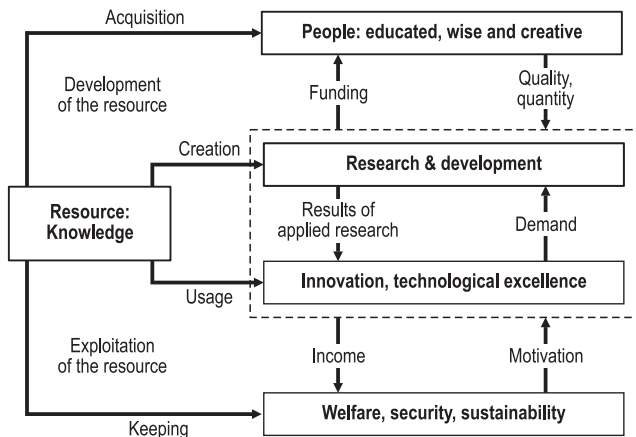 Acquisition
People: educated, wise and creative
Development
of the resource
Funding
Quality,
quantity
Creation
Research & development
Resource:
Knowledge
Results of
applied research
Demand
Usage
Innovation, technological excellence
Exploitation
of the resource
Income
Motivation
Keeping
Welfare, security, sustainability